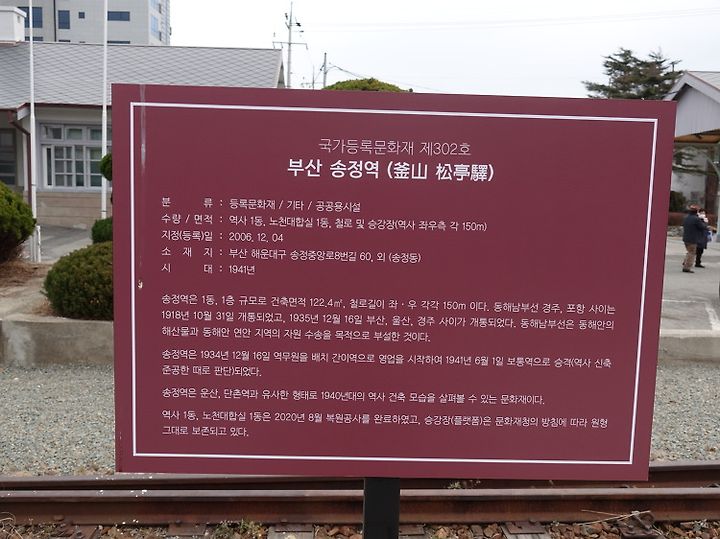 국가등록문화재 제302호
부산 송정역 (釜山 松亭驛)
분 류 : 등록문화재 / 기타 / 공공용시설
수량 / 면적 : 역사 1동, 노천대합실 1동, 철로 및 승강장(역사 좌우측 각 150m)
지정(등록)일 : 2006. 12. 04
소 재 지 : 부산 해운대구 송정중앙로8번길 60, 외 (송정동)
시 대 : 1941년
송정역은 1동, 1층 규모로 건축면적 122.4㎡, 철로길이 좌·우 각각 150m 이다. 동해남부선 경주, 포항 사이는
1918년 10월 31일 개통되었고, 1935년 12월 16일 부산, 울산, 경주 사이가 개통되었다. 동해남부선은 동해안의
해산물과 동해안 연안 지역의 자원 수송을 목적으로 부설한 것이다.
송정역은 1934년 12월 16일 역무원을 배치 간이역으로 영업을 시작하여 1941년 6월 1일 보통역으로 승격(역사 신축
준공한 때로 판단)되었다.
송정역은 운산, 단촌역과 유사한 형태로 1940년대의 역사 건축 모습을 살펴볼 수 있는 문화재이다.
역사 1동, 노천대합실 1동은 2020년 8월 복원공사를 완료하였고, 승강장(플랫폼)은 문화재청의 방침에 따라 원형
그대로 보존되고 있다.